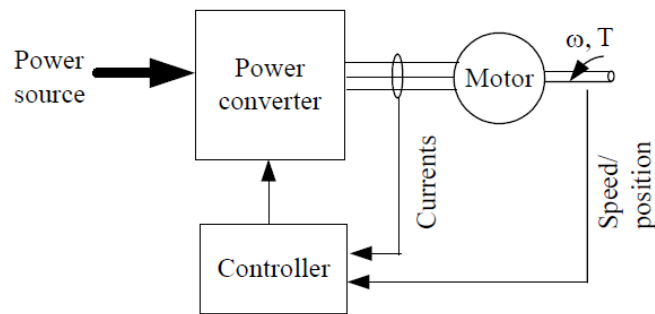 Power
source
Power
converter
Motor
ω, T
Currents
Speed/
position
Controller